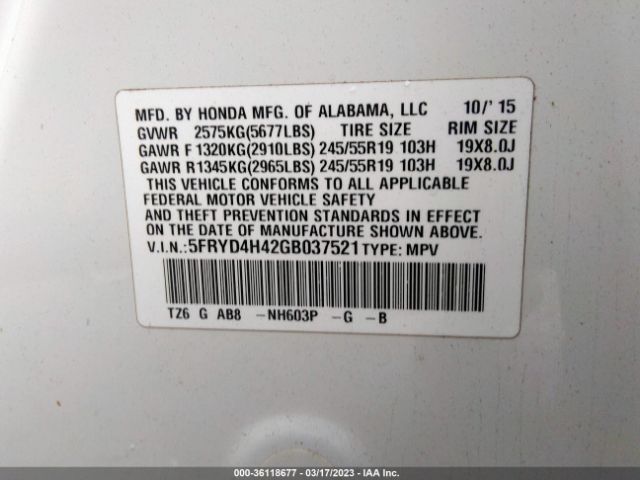 MFD. BY HONDA MFG. OF ALABAMA, LLC 10/' 15
GVWR 2575KG(5677LBS) TIRE SIZE RIM SIZE
GAWR F 1320KG(2910LBS) 245/55R19 103H 19X8.0J
GAWR R1345KG(2965LBS) 245/55R19 103H 19X8.0J
THIS VEHICLE CONFORMS TO ALL APPLICABLE
FEDERAL MOTOR VEHICLE SAFETY
AND THEFT PREVENTION STANDARDS IN EFFECT
ON THE DATE OF MANUFACTURE SHOWN ABOVE.
V.I.N.:5FRYD4H42GB037521 TYPE: MPV
TZ6 G AB8 -NH603P -G -B
000-36118677 — 03/17/2023 — IAA Inc.